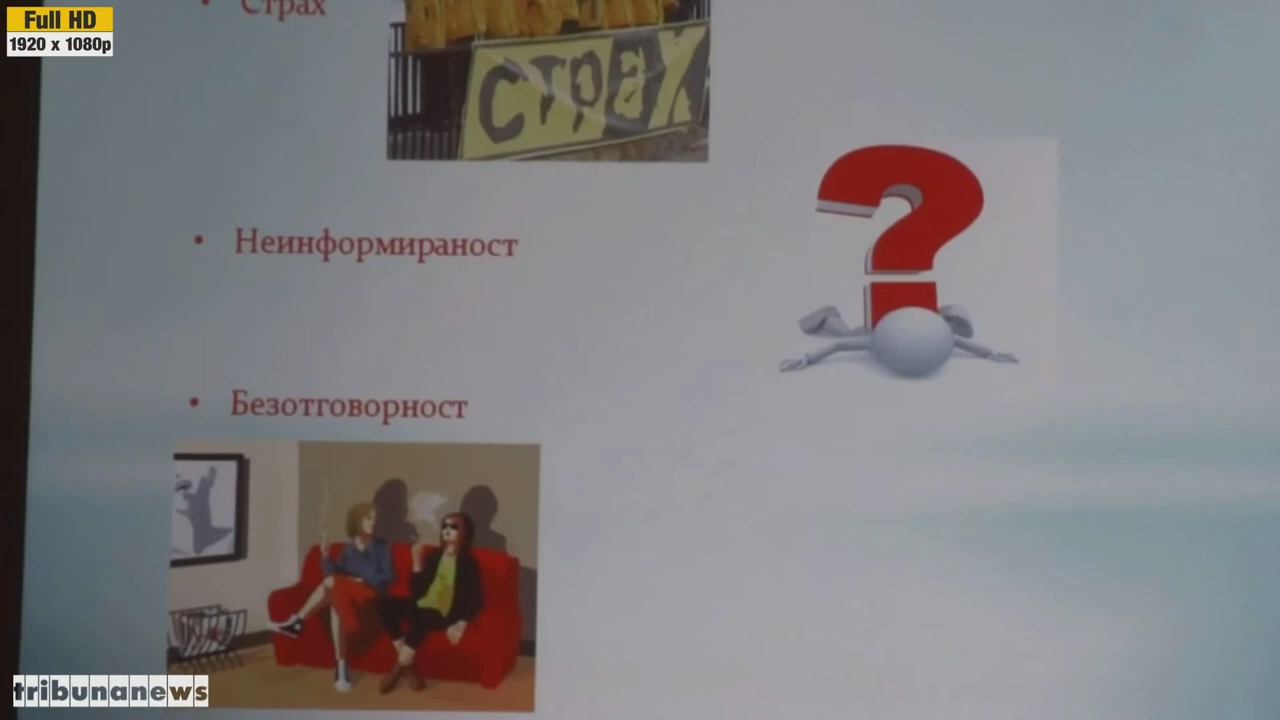 Full HD
1920 x 1080p
• Страх
страх
• Неинформираност
?
• Безотговорност
tribunanews